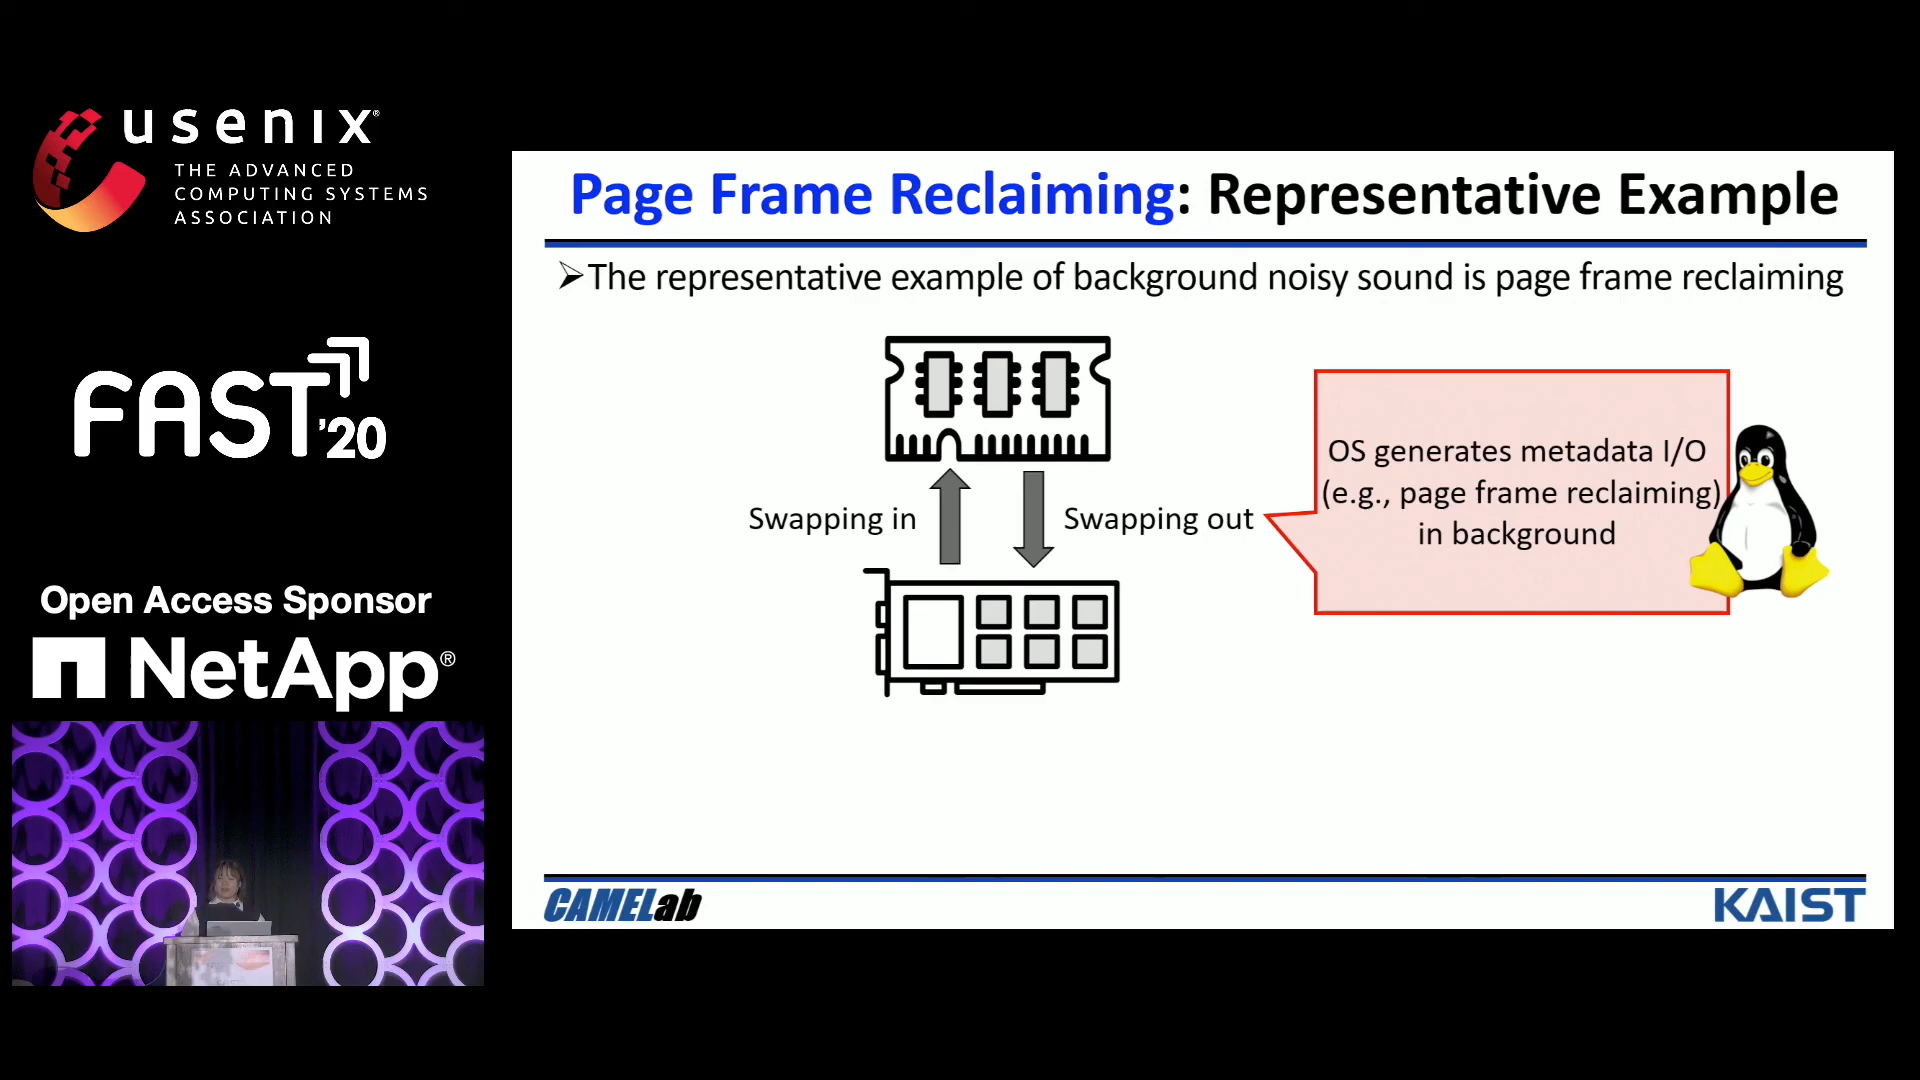 usenix®
THE ADVANCED
COMPUTING SYSTEMS
ASSOCIATION
FAST '20
Open Access Sponsor
NetApp®
Page Frame Reclaiming: Representative Example
➢The representative example of background noisy sound is page frame reclaiming
Swapping in
Swapping out
OS generates metadata I/O
(e.g., page frame reclaiming)
in background
CAMELab
KAIST